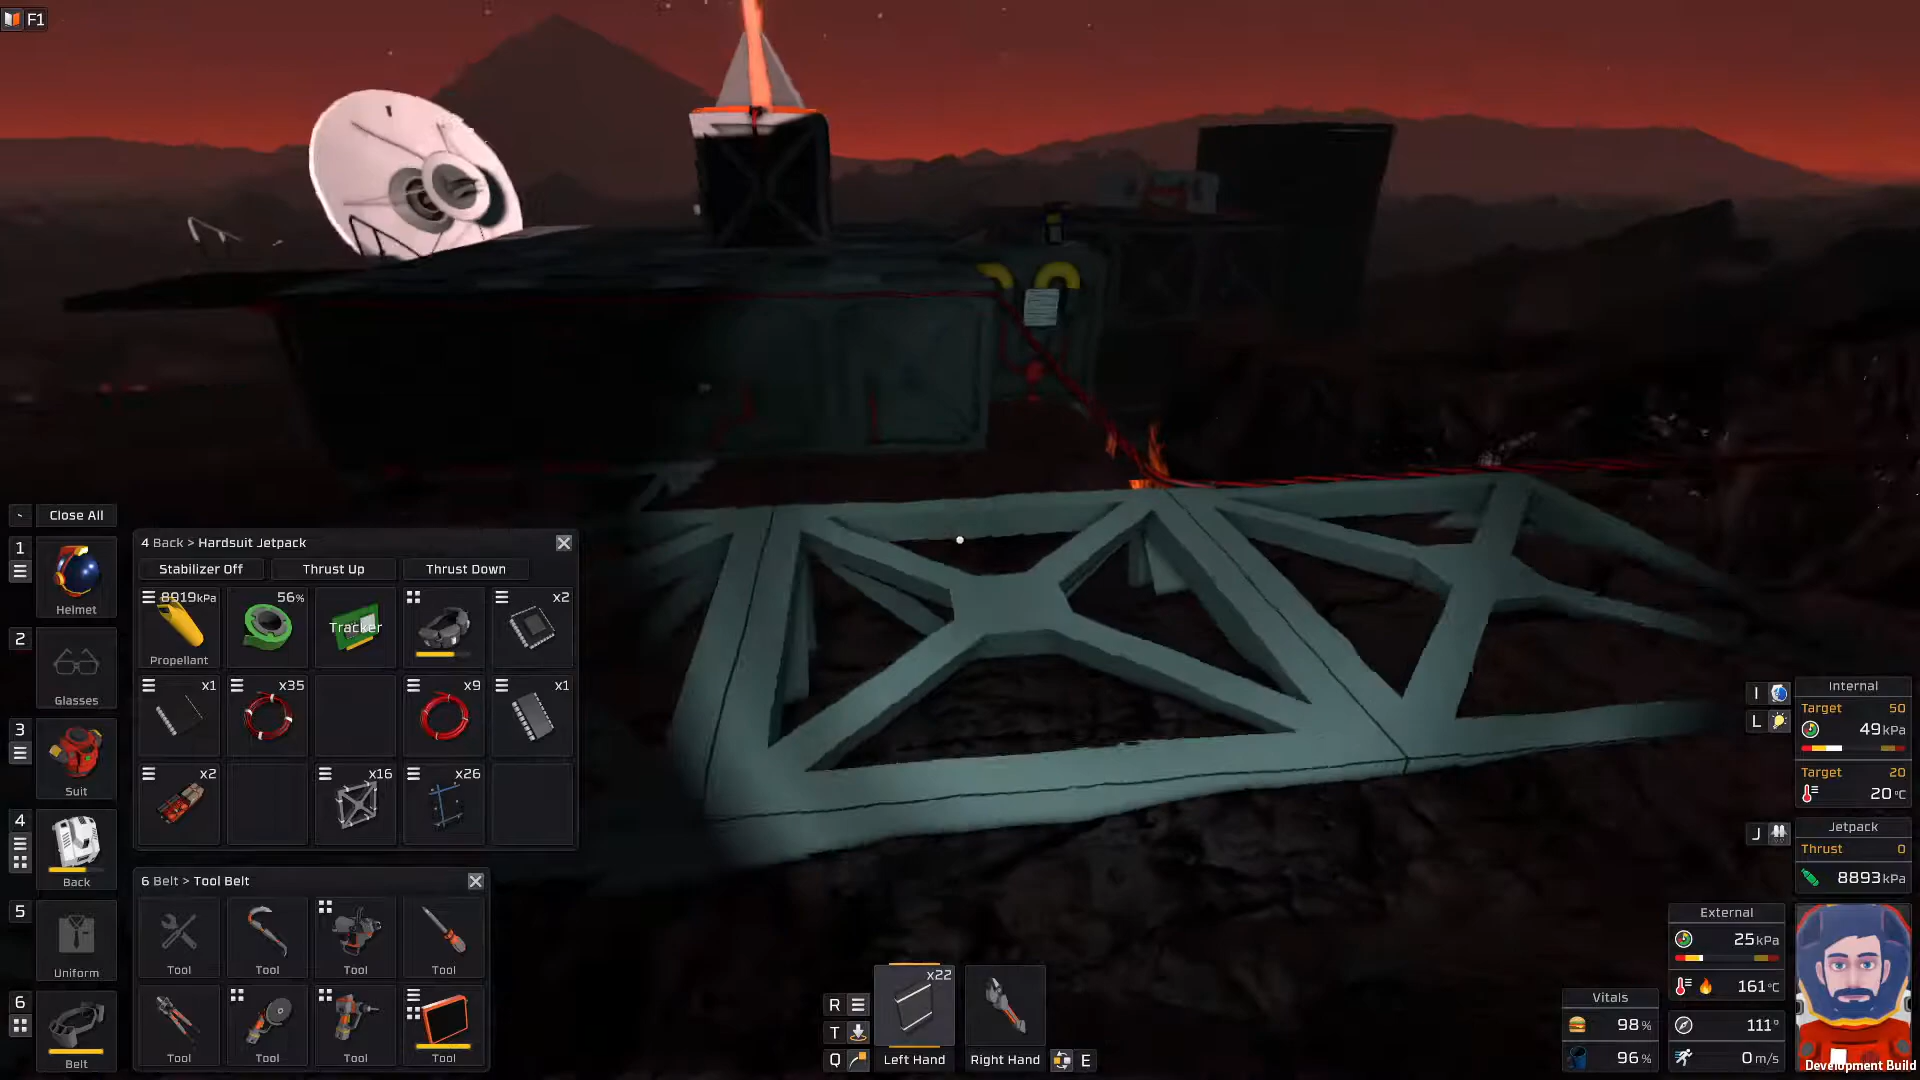 F1
- Close All
1
Helmet
2
Glasses
3
Suit
4
Back
5
Uniform
6
Belt
4 Back > Hardsuit Jetpack
Stabilizer Off Thrust Up Thrust Down
8919kPa 56% x2
Tracker
Propellant
x1 x35 x9 x1
x2 x16 x26
6 Belt > Tool Belt
Tool Tool Tool Tool
Tool Tool Tool Tool
R
T
Q
x22
Left Hand
Right Hand
E
I
L
Internal
Target 50
49kPa
Target 20
20°C
J
Jetpack
Thrust 0
8893kPa
External
25kPa
161°C
Vitals
98%
96%
111°
0m/s
Development Build